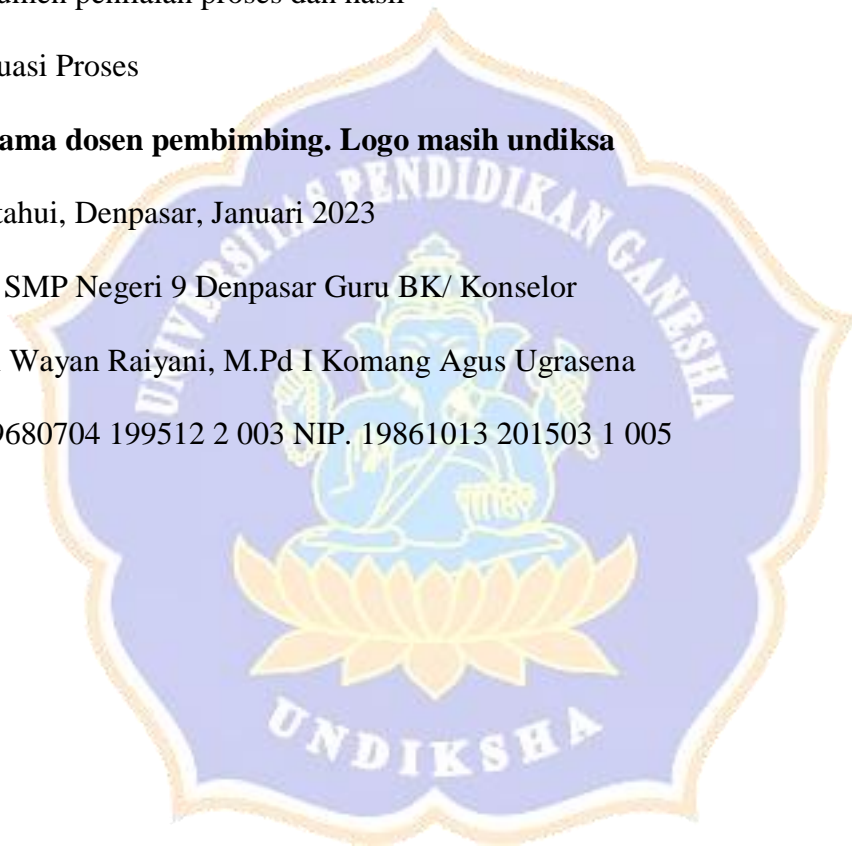 umen penilaian proses dan hasil
uasi Proses
ama dosen pembimbing. Logo masih undiksa
tahui, Denpasar, Januari 2023
SMP Negeri 9 Denpasar Guru BK/ Konselor
Wayan Raiyani, M.Pd I Komang Agus Ugrasena
9680704 199512 2 003 NIP. 19861013 201503 1 005
UNIVERSITAS PENDIDIKAN GANESHA
UNDIKSHA